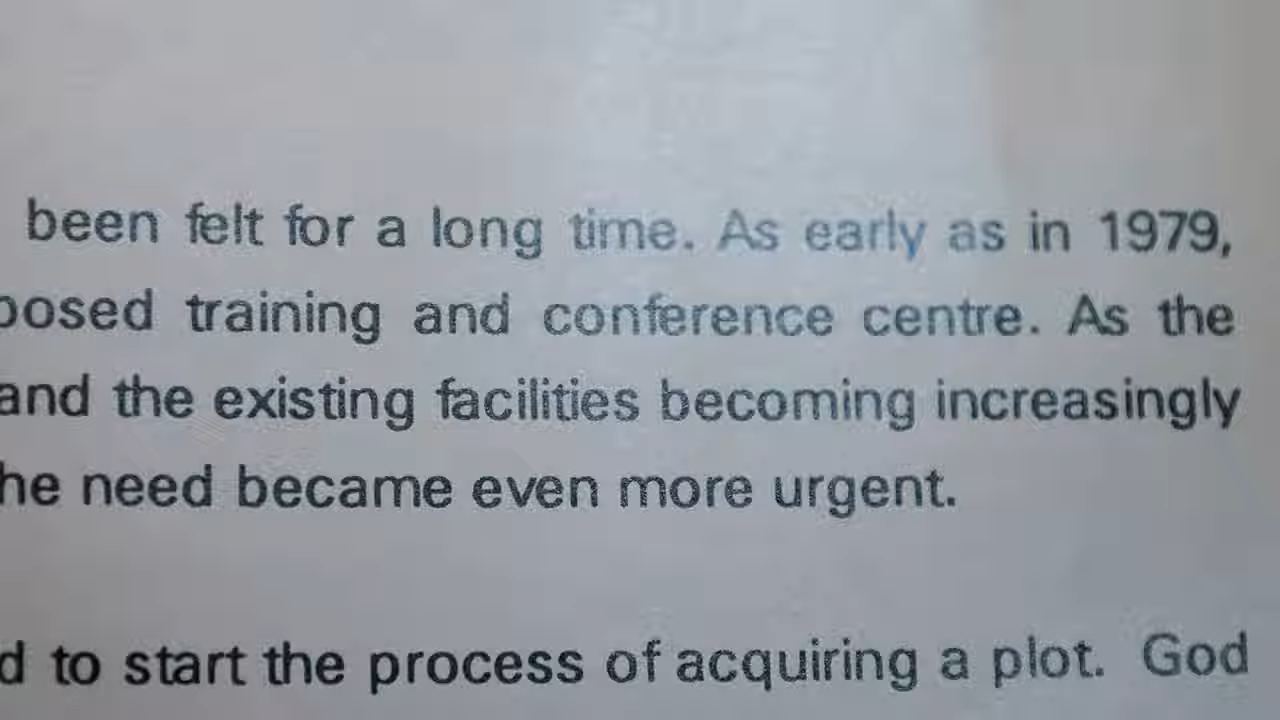 been felt for a long time. As early as in 1979,
posed training and conference centre. As the
and the existing facilities becoming increasingly
he need became even more urgent.
d to start the process of acquiring a plot. God